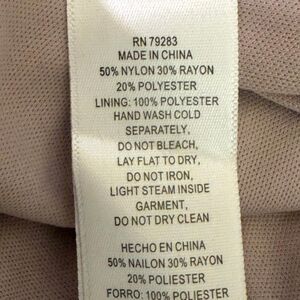 RN 79283
MADE IN CHINA
50% NYLON 30% RAYON
20% POLYESTER
LINING: 100% POLYESTER
HAND WASH COLD
SEPARATELY,
DO NOT BLEACH,
LAY FLAT TO DRY,
DO NOT IRON,
LIGHT STEAM INSIDE
GARMENT,
DO NOT DRY CLEAN
HECHO EN CHINA
50% NAILON 30% RAYON
20% POLIESTER
FORRO: 100% POLIESTER